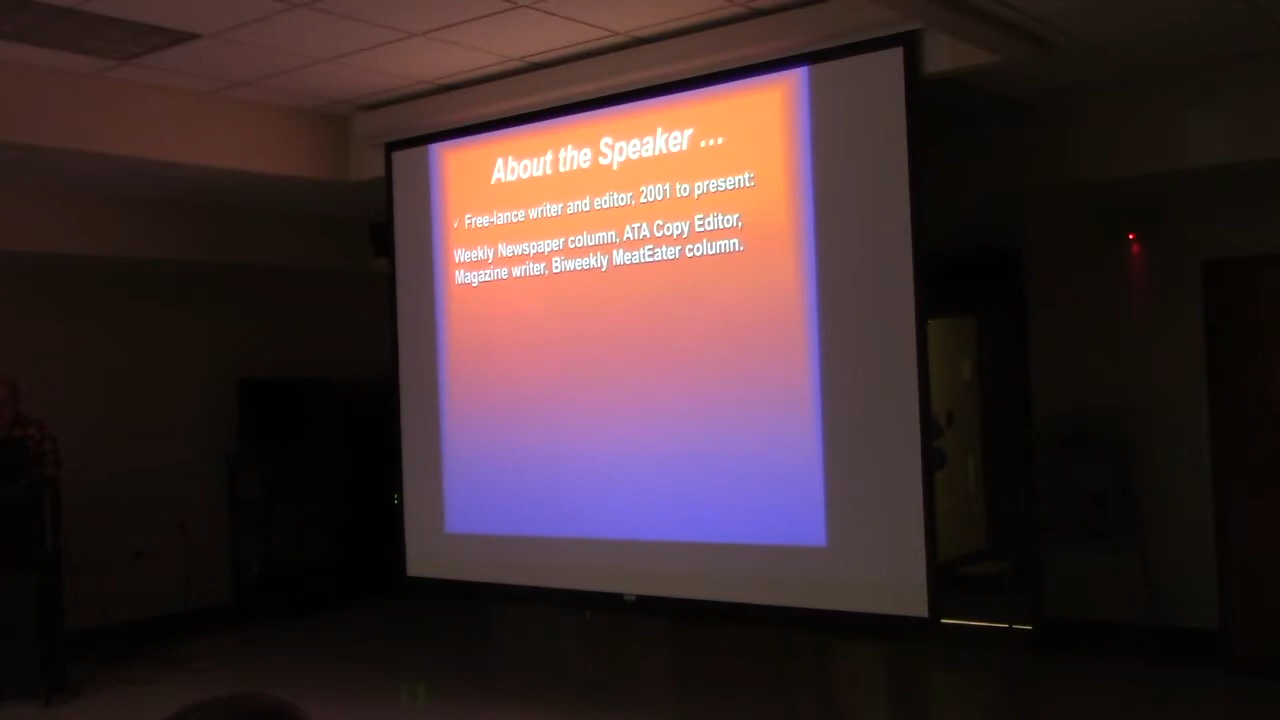 About the Speaker ...
✓ Free-lance writer and editor, 2001 to present:
Weekly Newspaper column, ATA Copy Editor,
Magazine writer, Biweekly MeatEater column.